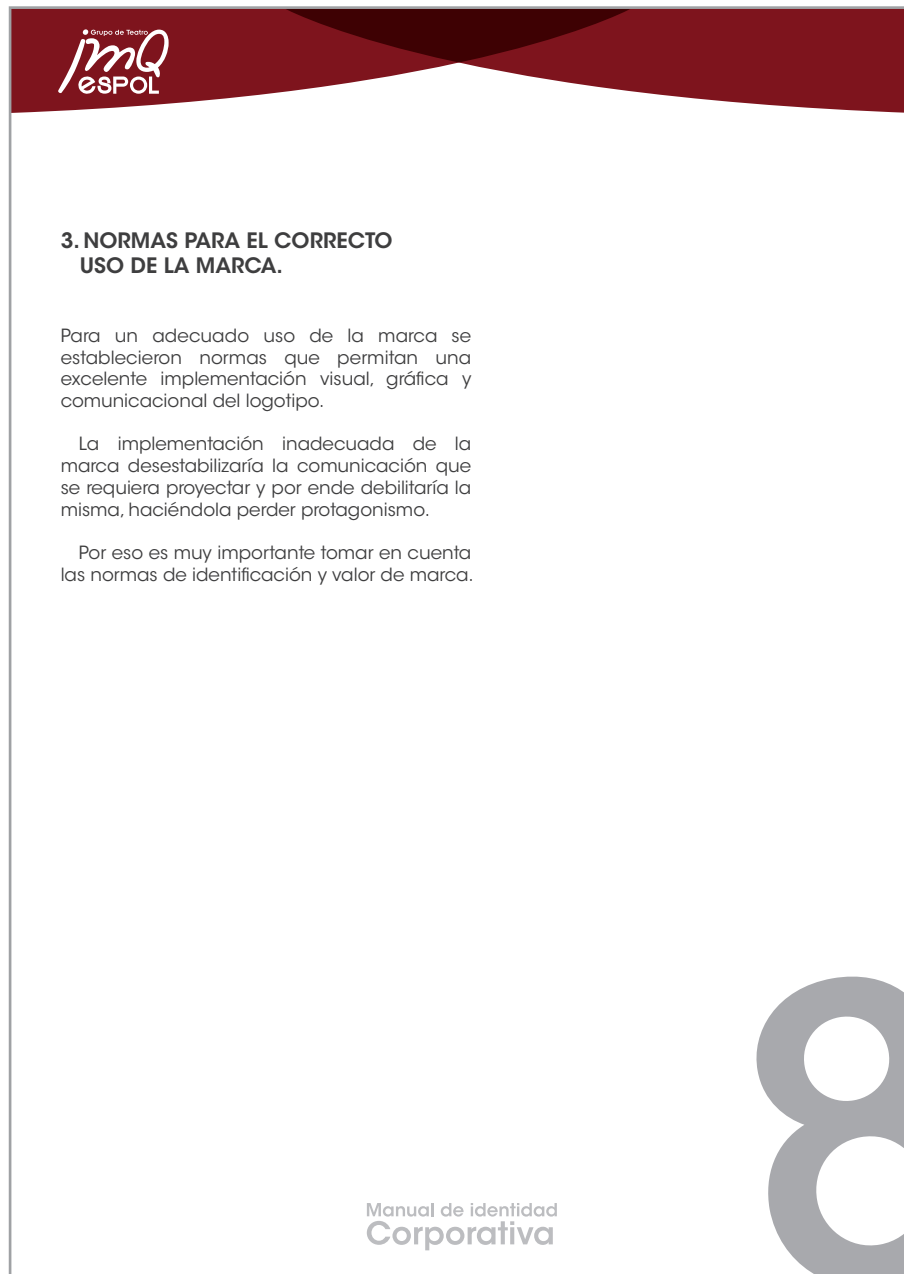 Grupo de Teatro
jmQ
eSPOL
3. NORMAS PARA EL CORRECTO
USO DE LA MARCA.
Para un adecuado uso de la marca se
establecieron normas que permitan una
excelente implementación visual, gráfica y
comunicacional del logotipo.
La implementación inadecuada de la
marca desestabilizaría la comunicación que
se requiera proyectar y por ende debilitaría la
misma, haciéndola perder protagonismo.
Por eso es muy importante tomar en cuenta
las normas de identificación y valor de marca.
8
Manual de identidad
Corporativa